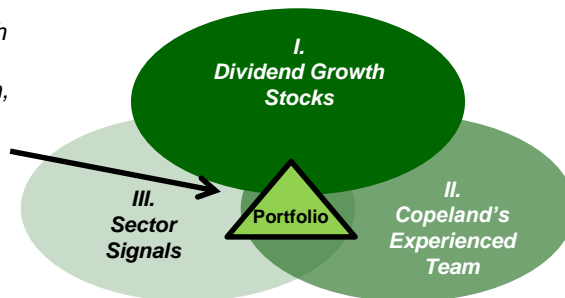 I.
Dividend Growth
Stocks
III.
Sector
Signals
Portfolio
II.
Copeland's
Experienced
Team